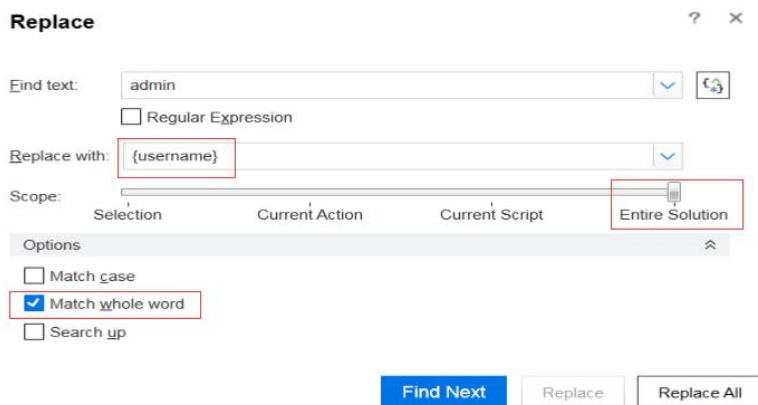 Replace ? ×
Find text: admin
Regular Expression
Replace with: {username}
Scope:
Selection Current Action Current Script Entire Solution
Options
Match case
Match whole word
Search up
Find Next Replace Replace All